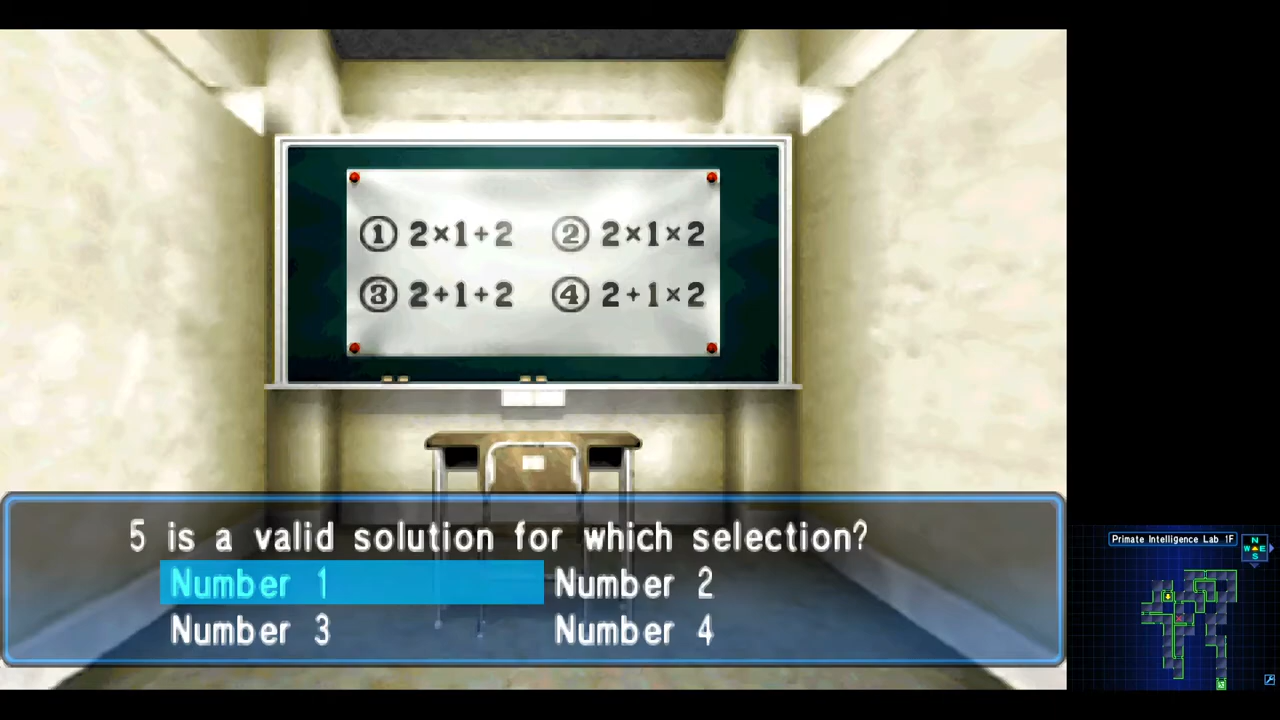 ① 2×1+2 ② 2×1×2
③ 2+1+2 ④ 2+1×2
5 is a valid solution for which selection?
Number 1 Number 2
Number 3 Number 4
Primate Intelligence Lab 1F
N
W E
S